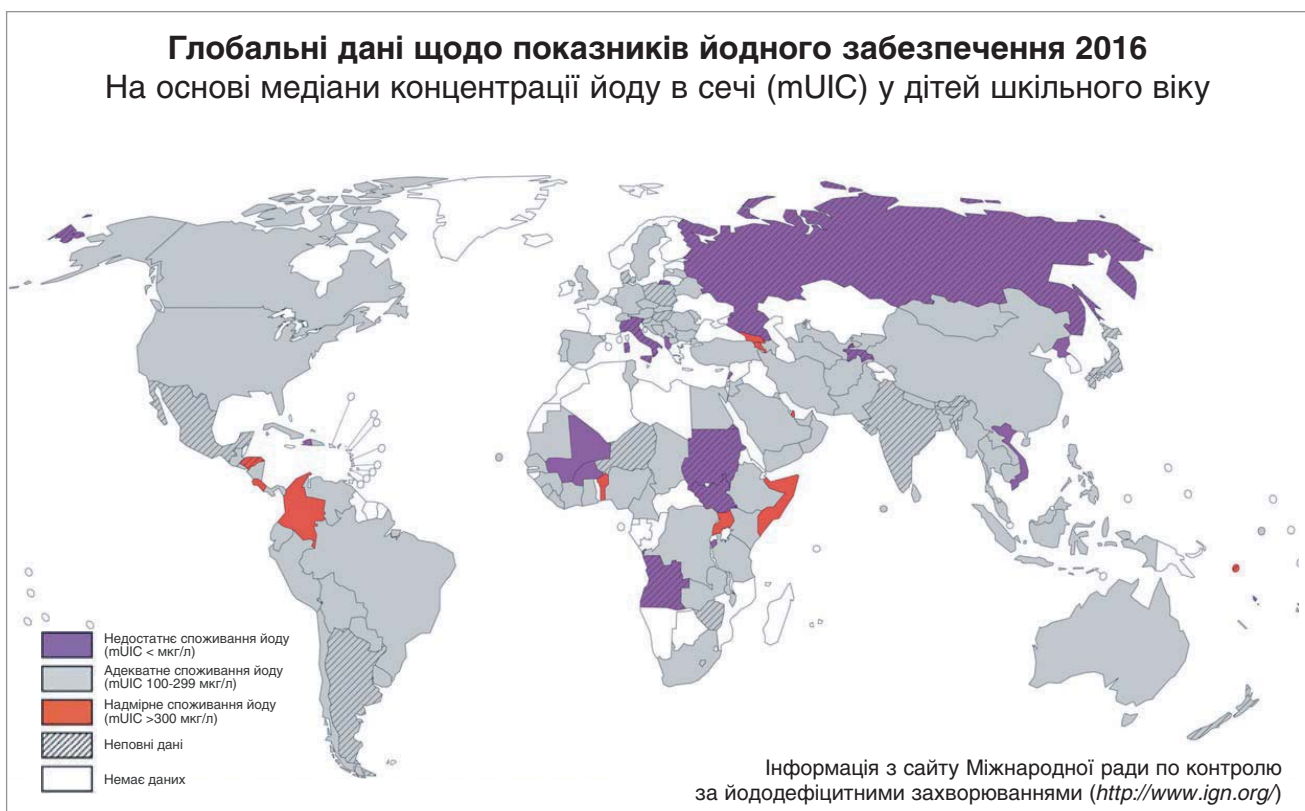 Глобальні дані щодо показників йодного забезпечення 2016
На основі медіани концентрації йоду в сечі (mUIC) у дітей шкільного віку
Недостатнє споживання йоду
(mUIC < мкг/л)
Адекватне споживання йоду
(mUIC 100-299 мкг/л)
Надмірне споживання йоду
(mUIC >300 мкг/л)
Неповні дані
Немає даних
Інформація з сайту Міжнародної ради по контролю
за йододефіцитними захворюваннями (http://www.ign.org/)